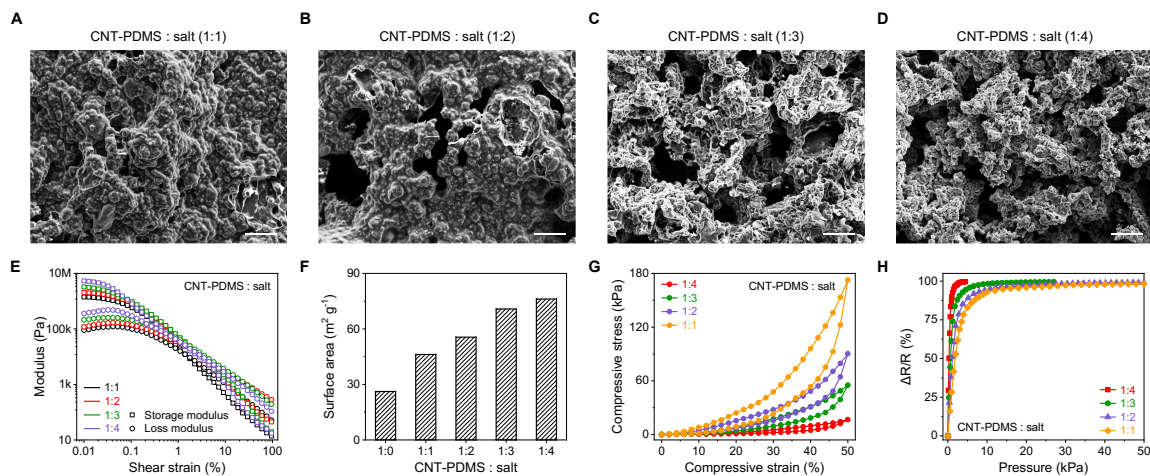 A
CNT-PDMS : salt (1:1)
B
CNT-PDMS : salt (1:2)
C
CNT-PDMS : salt (1:3)
D
CNT-PDMS : salt (1:4)
E
CNT-PDMS : salt
10M
100k
1k
10
Modulus (Pa)
1:1
1:2
1:3
1:4
Storage modulus
Loss modulus
0.01
0.1
1
10
100
Shear strain (%)
F
90
60
30
0
Surface area (m² g⁻¹)
1:0
1:1
1:2
1:3
1:4
CNT-PDMS : salt
G
CNT-PDMS : salt
1:4
1:3
1:2
1:1
180
120
60
0
Compressive stress (kPa)
0
10
20
30
40
50
Compressive strain (%)
H
100
75
50
25
0
ΔR/R (%)
1:4
1:3
1:2
1:1
CNT-PDMS : salt
0
10
20
30
40
50
Pressure (kPa)